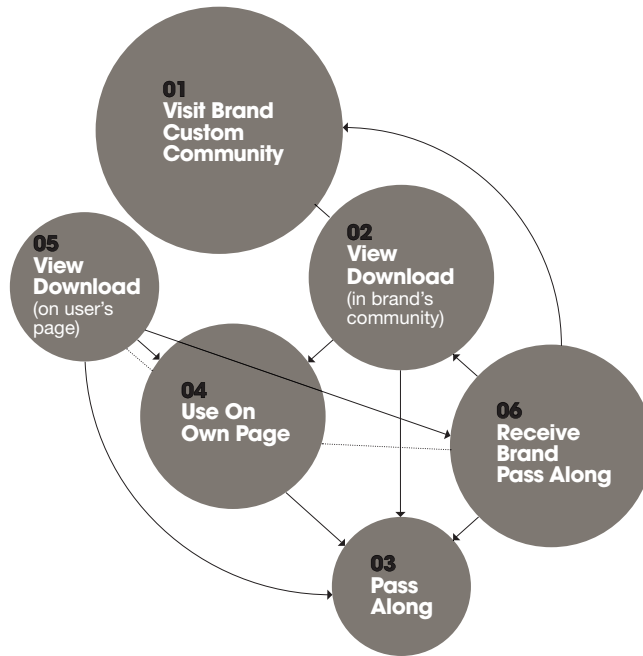 01
Visit Brand
Custom
Community
02
View
Download
(in brand's
community)
05
View
Download
(on user's
page)
04
Use On
Own Page
06
Receive
Brand
Pass Along
03
Pass
Along